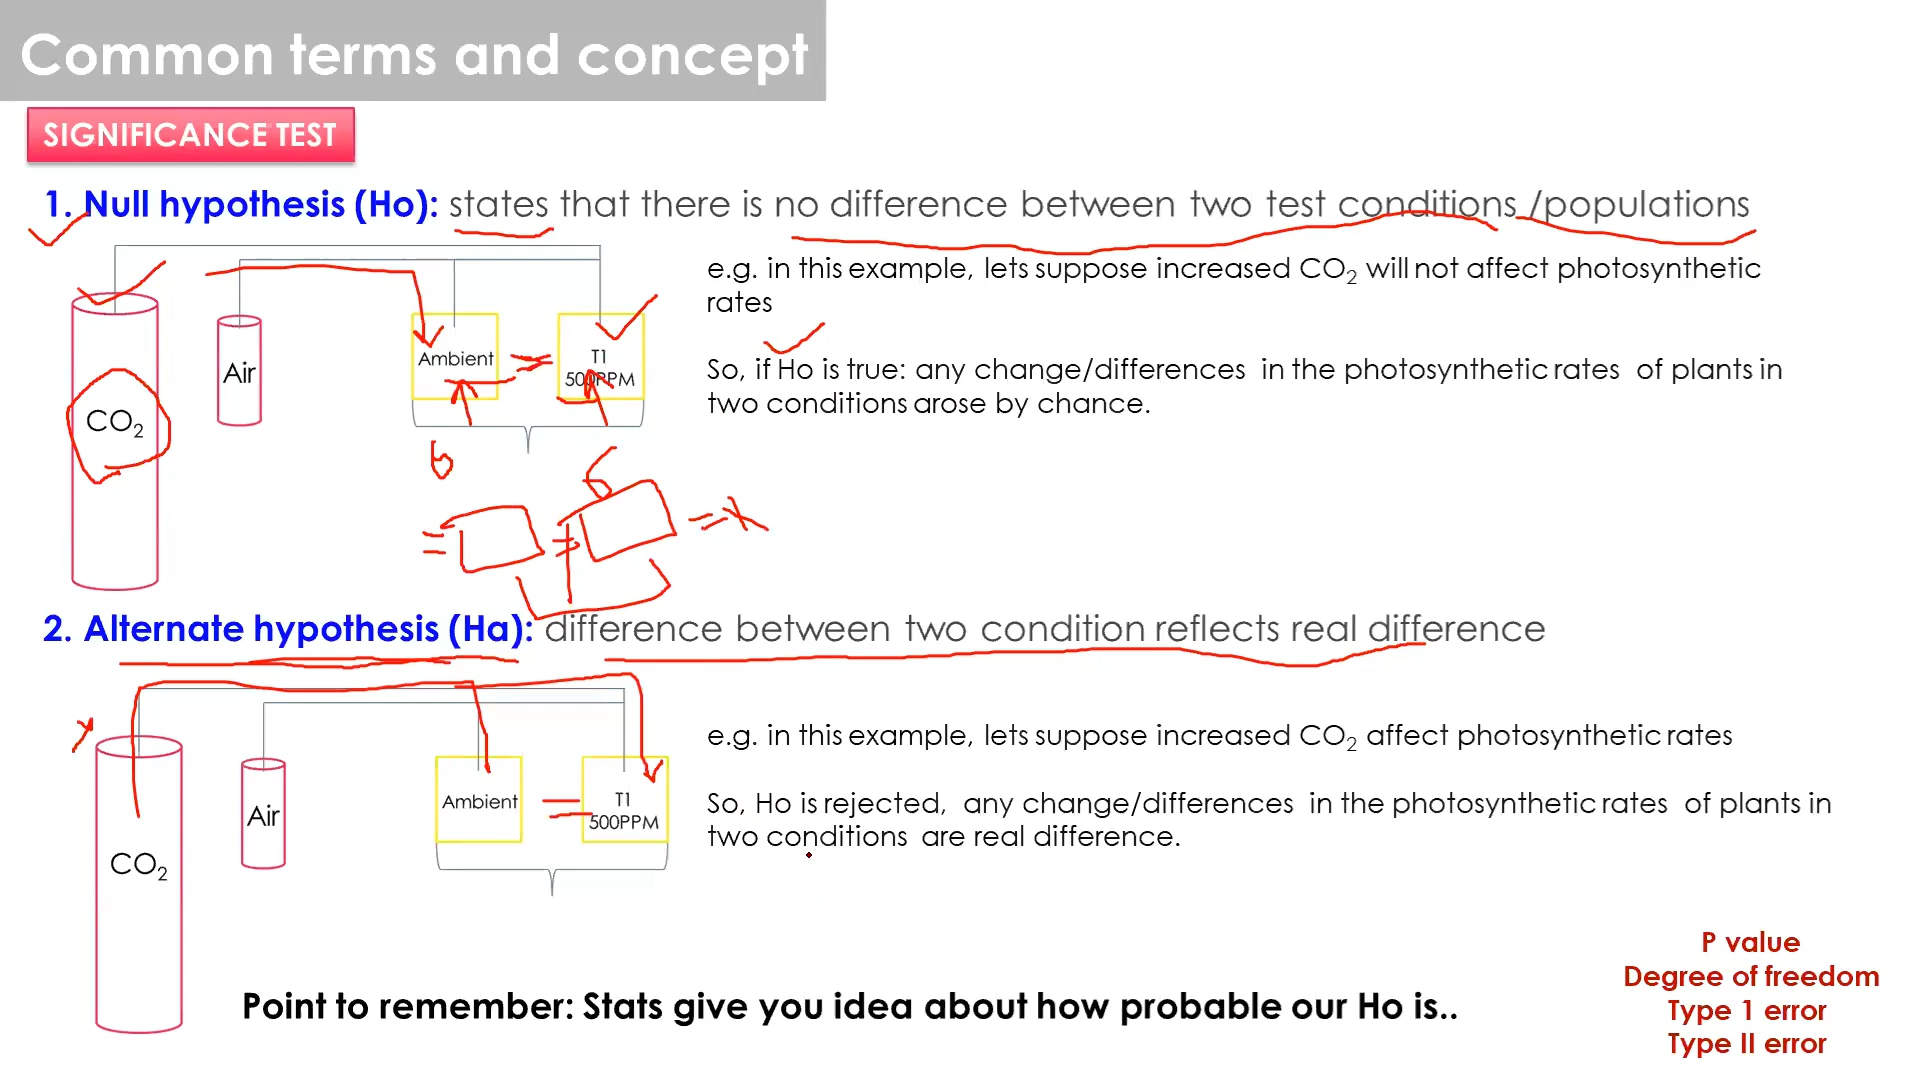 Common terms and concept
SIGNIFICANCE TEST
1. Null hypothesis (Ho): states that there is no difference between two test conditions /populations
e.g. in this example, lets suppose increased CO₂ will not affect photosynthetic
rates
Ambient
T1
500PPM
Air
CO₂
So, if Ho is true: any change/differences in the photosynthetic rates of plants in
two conditions arose by chance.
6
6
2. Alternate hypothesis (Ha): difference between two condition reflects real difference
e.g. in this example, lets suppose increased CO₂ affect photosynthetic rates
Ambient
T1
500PPM
Air
CO₂
So, Ho is rejected, any change/differences in the photosynthetic rates of plants in
two conditions are real difference.
P value
Degree of freedom
Type 1 error
Type II error
Point to remember: Stats give you idea about how probable our Ho is..